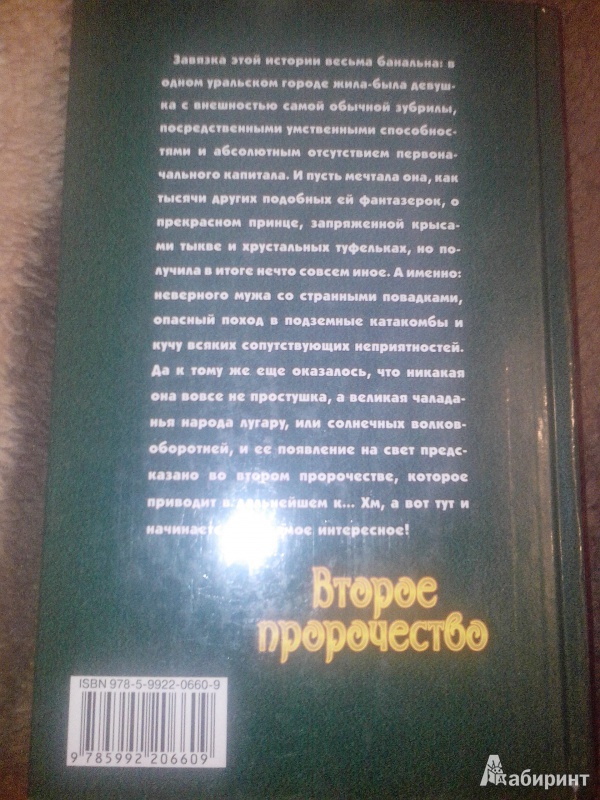 Завязка этой истории весьма банальна: в
одном уральском городе жила-была девуш-
ка с внешностью самой обычной зубрилы,
посредственными умственными способнос-
тями и абсолютным отсутствием первона-
чального капитала. И пусть мечтала она, как
тысячи других подобных ей фантазерок, о
прекрасном принце, запряженной крыса-
ми тыкве и хрустальных туфельках, но по-
лучила в итоге нечто совсем иное. А именно:
неверного мужа со странными повадками,
опасный поход в подземные катакомбы и
кучу всяких сопутствующих неприятностей.
Да к тому же еще оказалось, что никакая
она вовсе не простушка, а великая чалада-
нья народа лугару, или солнечных волков-
оборотней, и ее появление на свет предс-
казано во втором пророчестве, которое
приводит в дальнейшем к... Хм, а вот тут и
интересное!
Второе
пророчество
ISBN 978-5-9922-0660-9
9 785992 206609
Лабиринт